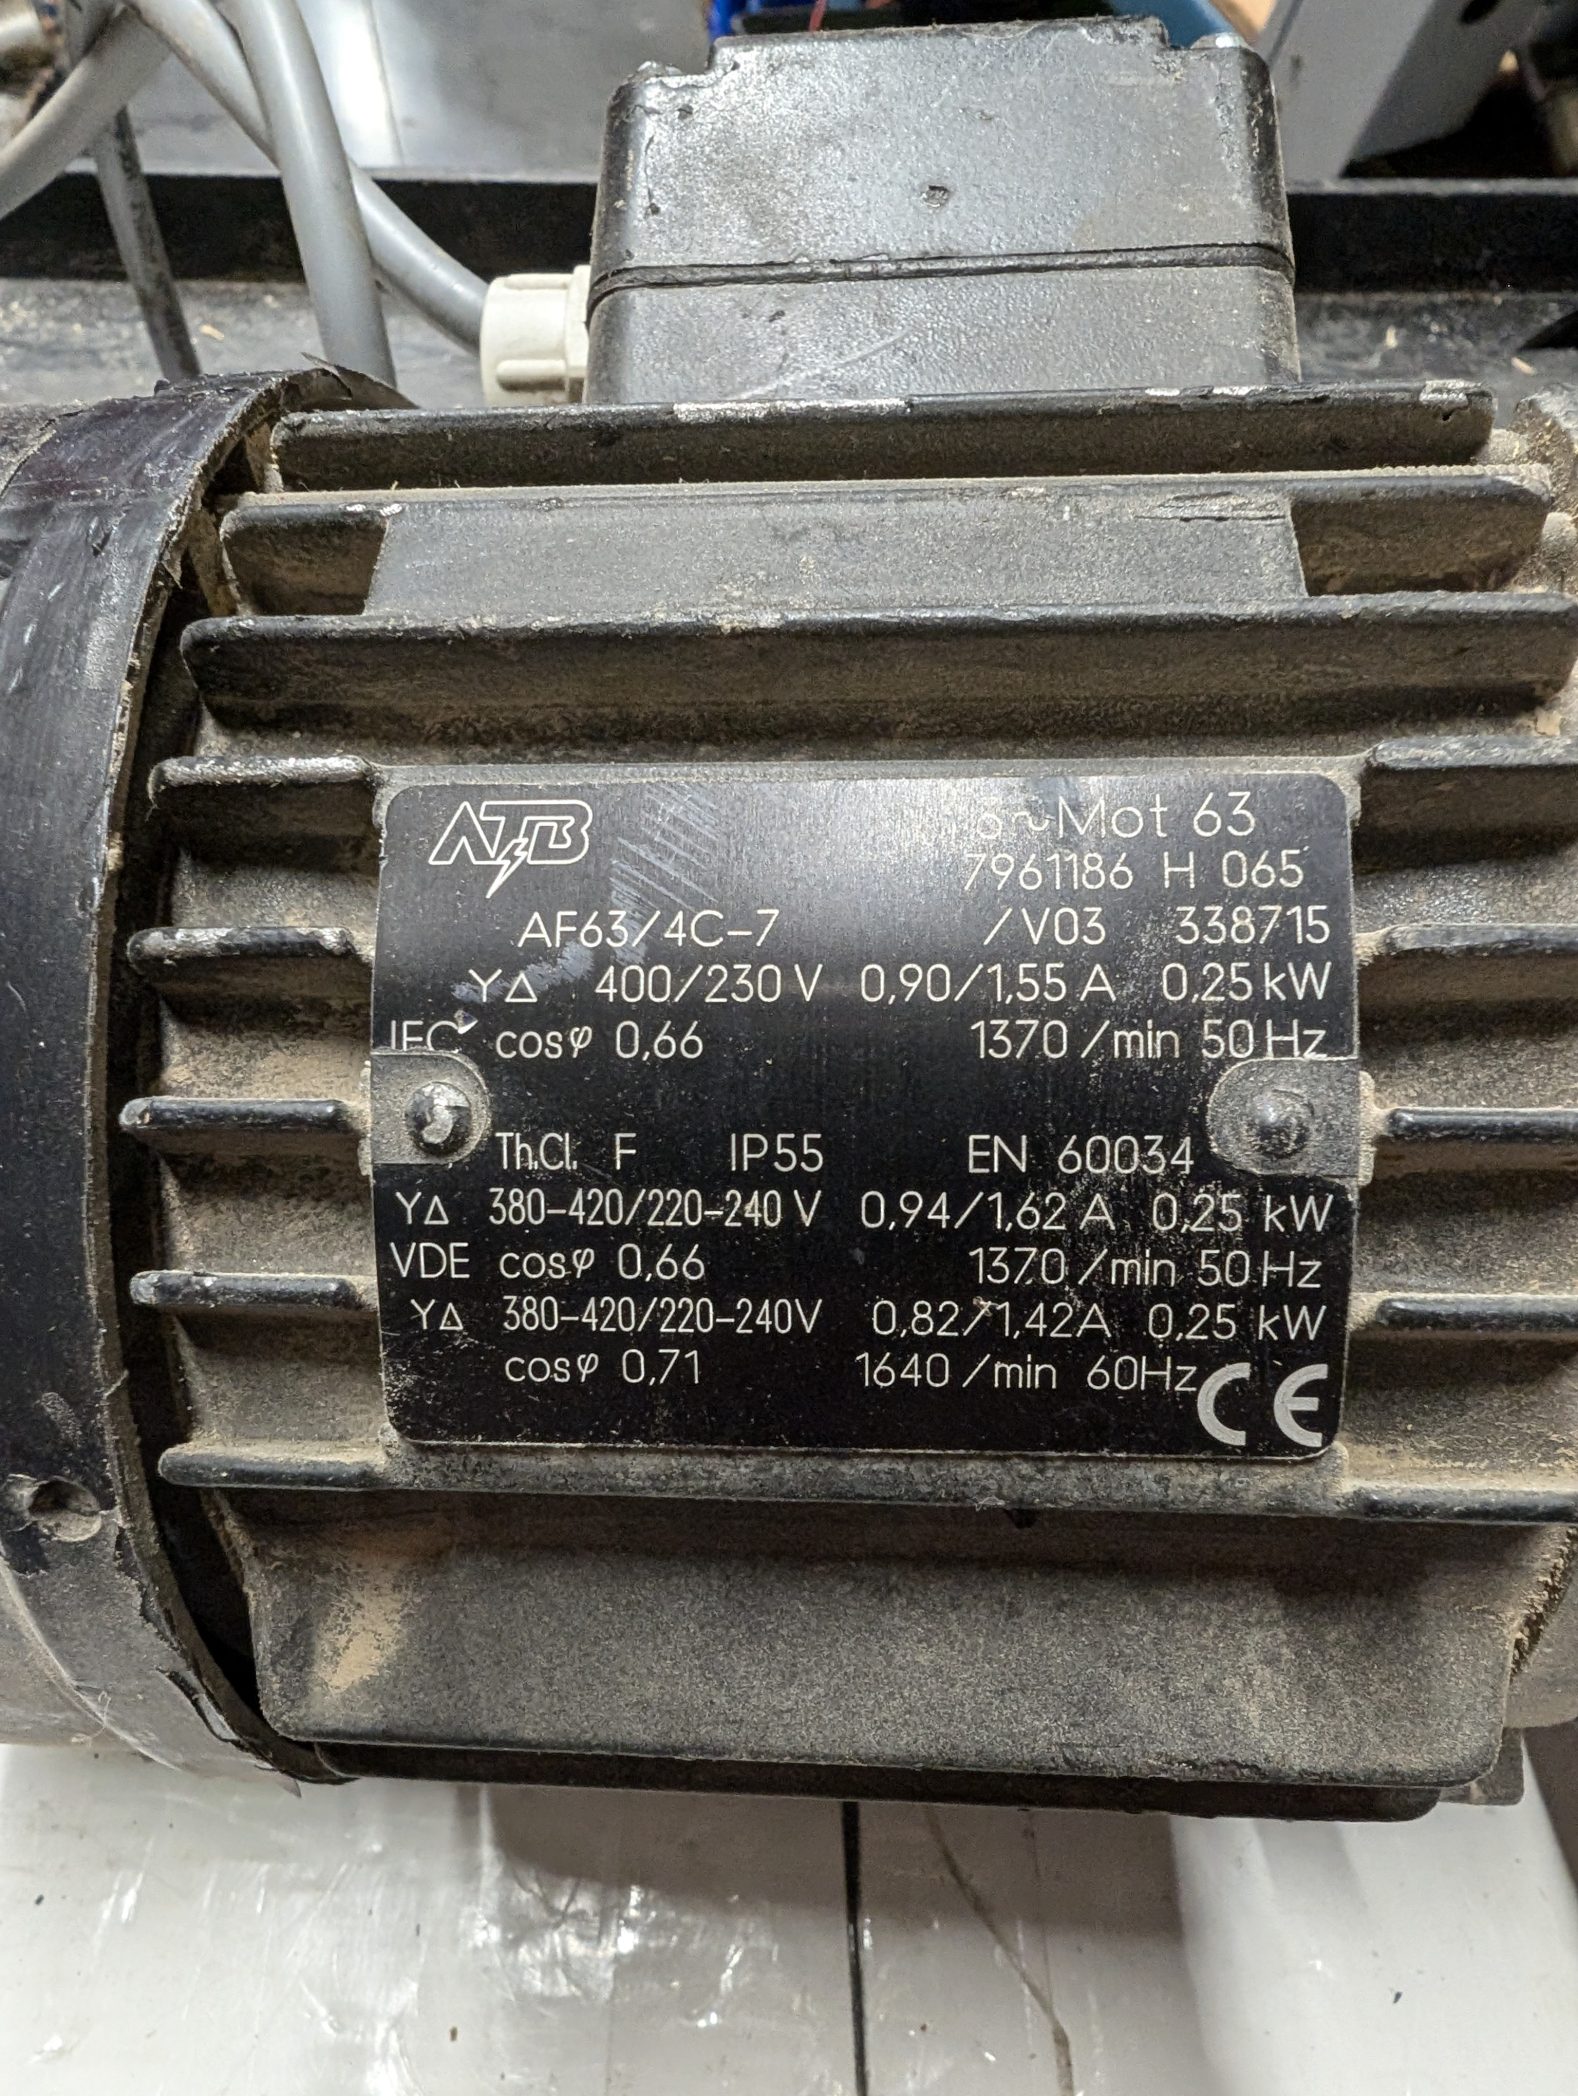 ATB
3~Mot 63
7961186 H 065
AF63/4C-7 /V03 338715
Y∆ 400/230 V 0,90/1,55 A 0,25 kW
IEC cosφ 0,66 1370 /min 50 Hz
Th.Cl. F IP55 EN 60034
Y∆ 380-420/220-240 V 0,94/1,62 A 0,25 kW
VDE cosφ 0,66 1370 /min 50 Hz
Y∆ 380-420/220-240V 0,82/1,42A 0,25 kW
cosφ 0,71 1640 /min 60Hz CE